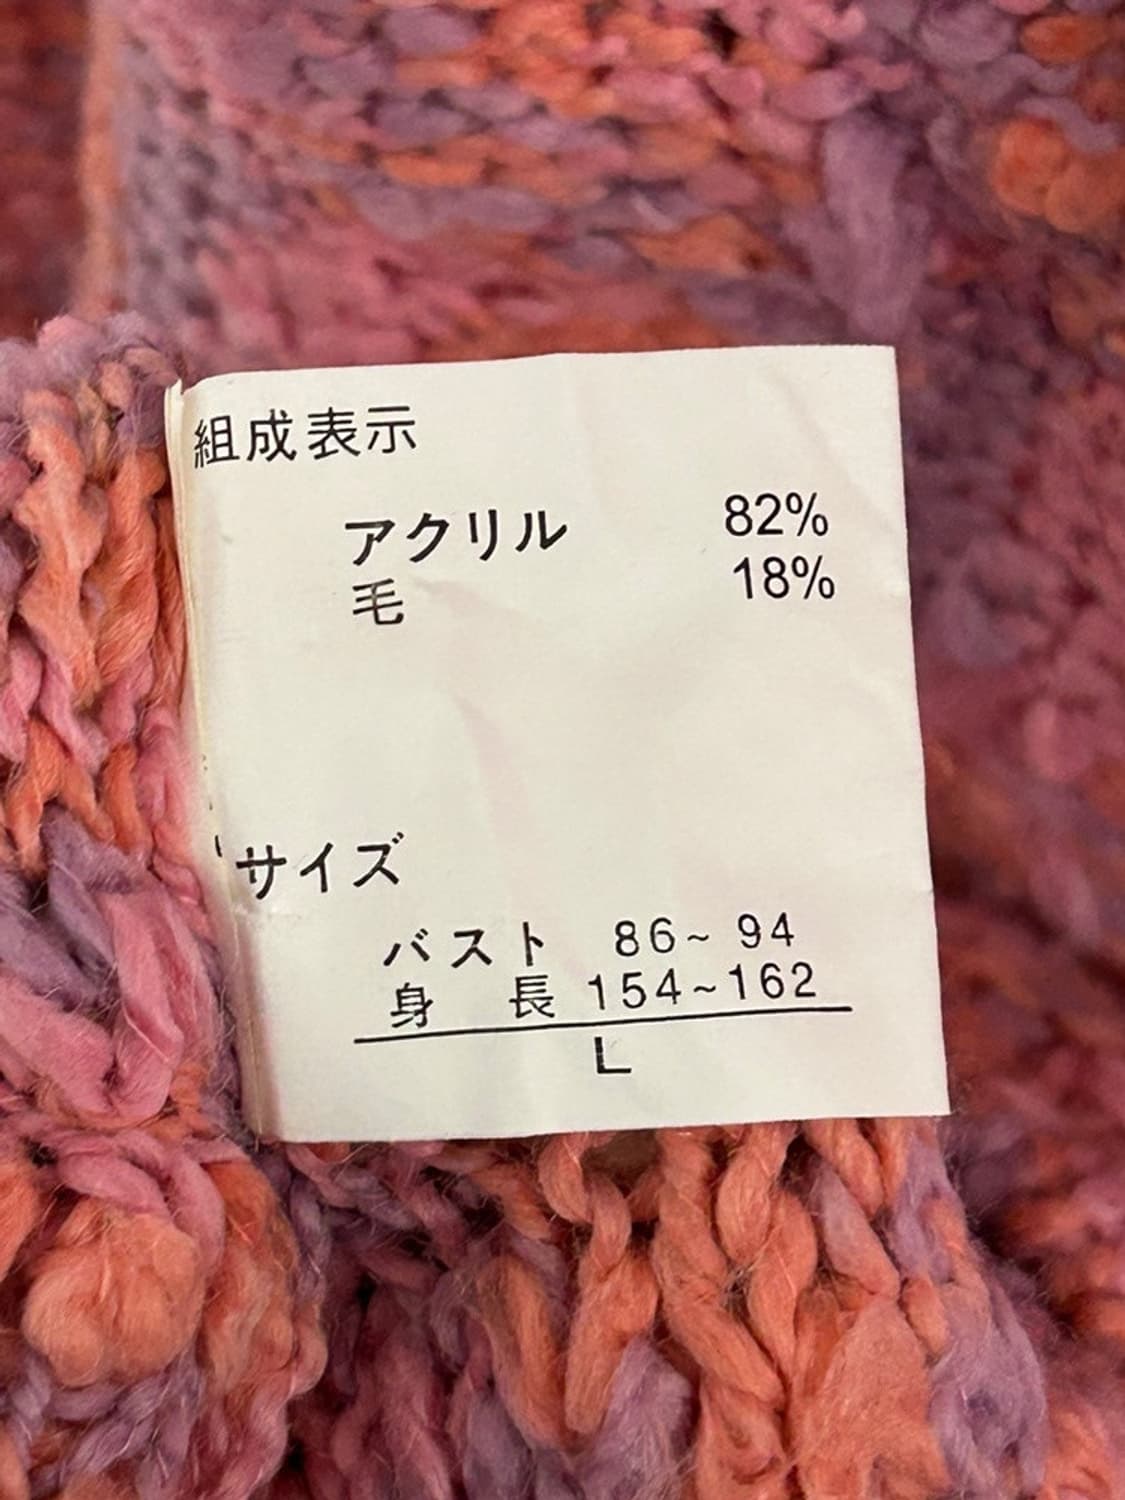 組成表示
アクリル 82%
毛 18%
サイズ
バスト 86~ 94
身 長 154~162
L